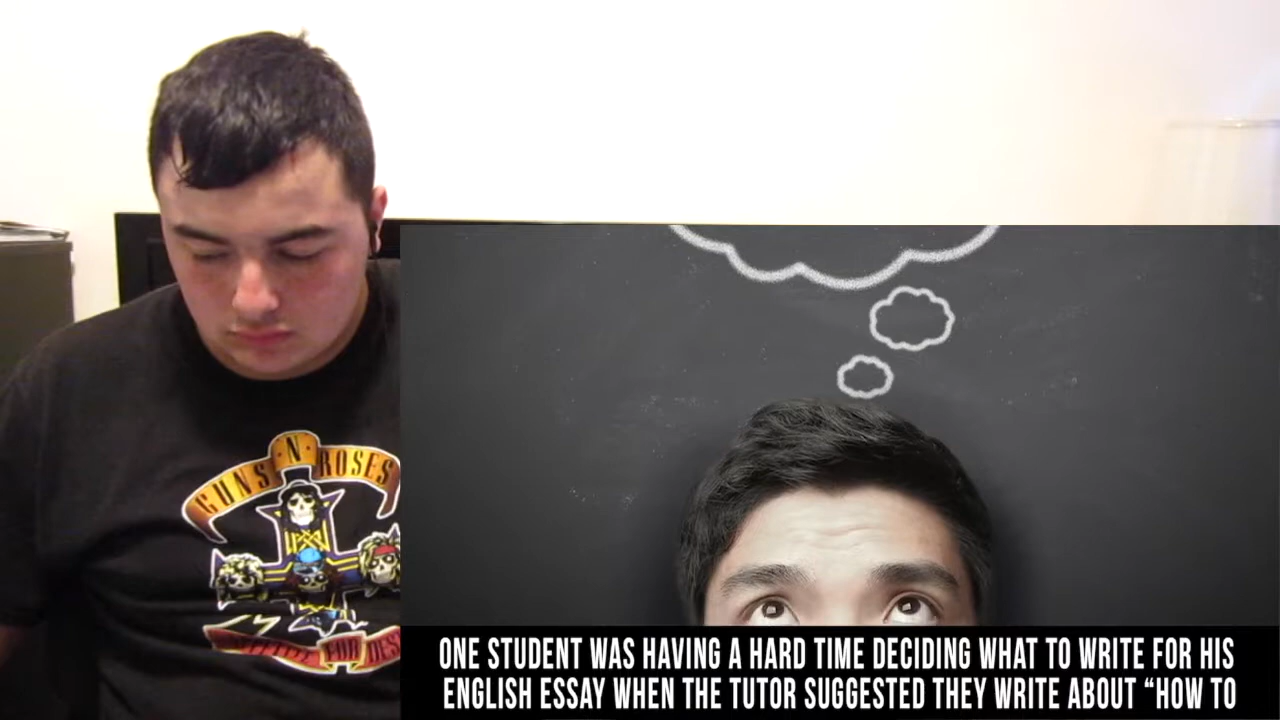 GUNS N ROSES
ONE STUDENT WAS HAVING A HARD TIME DECIDING WHAT TO WRITE FOR HIS
ENGLISH ESSAY WHEN THE TUTOR SUGGESTED THEY WRITE ABOUT “HOW TO